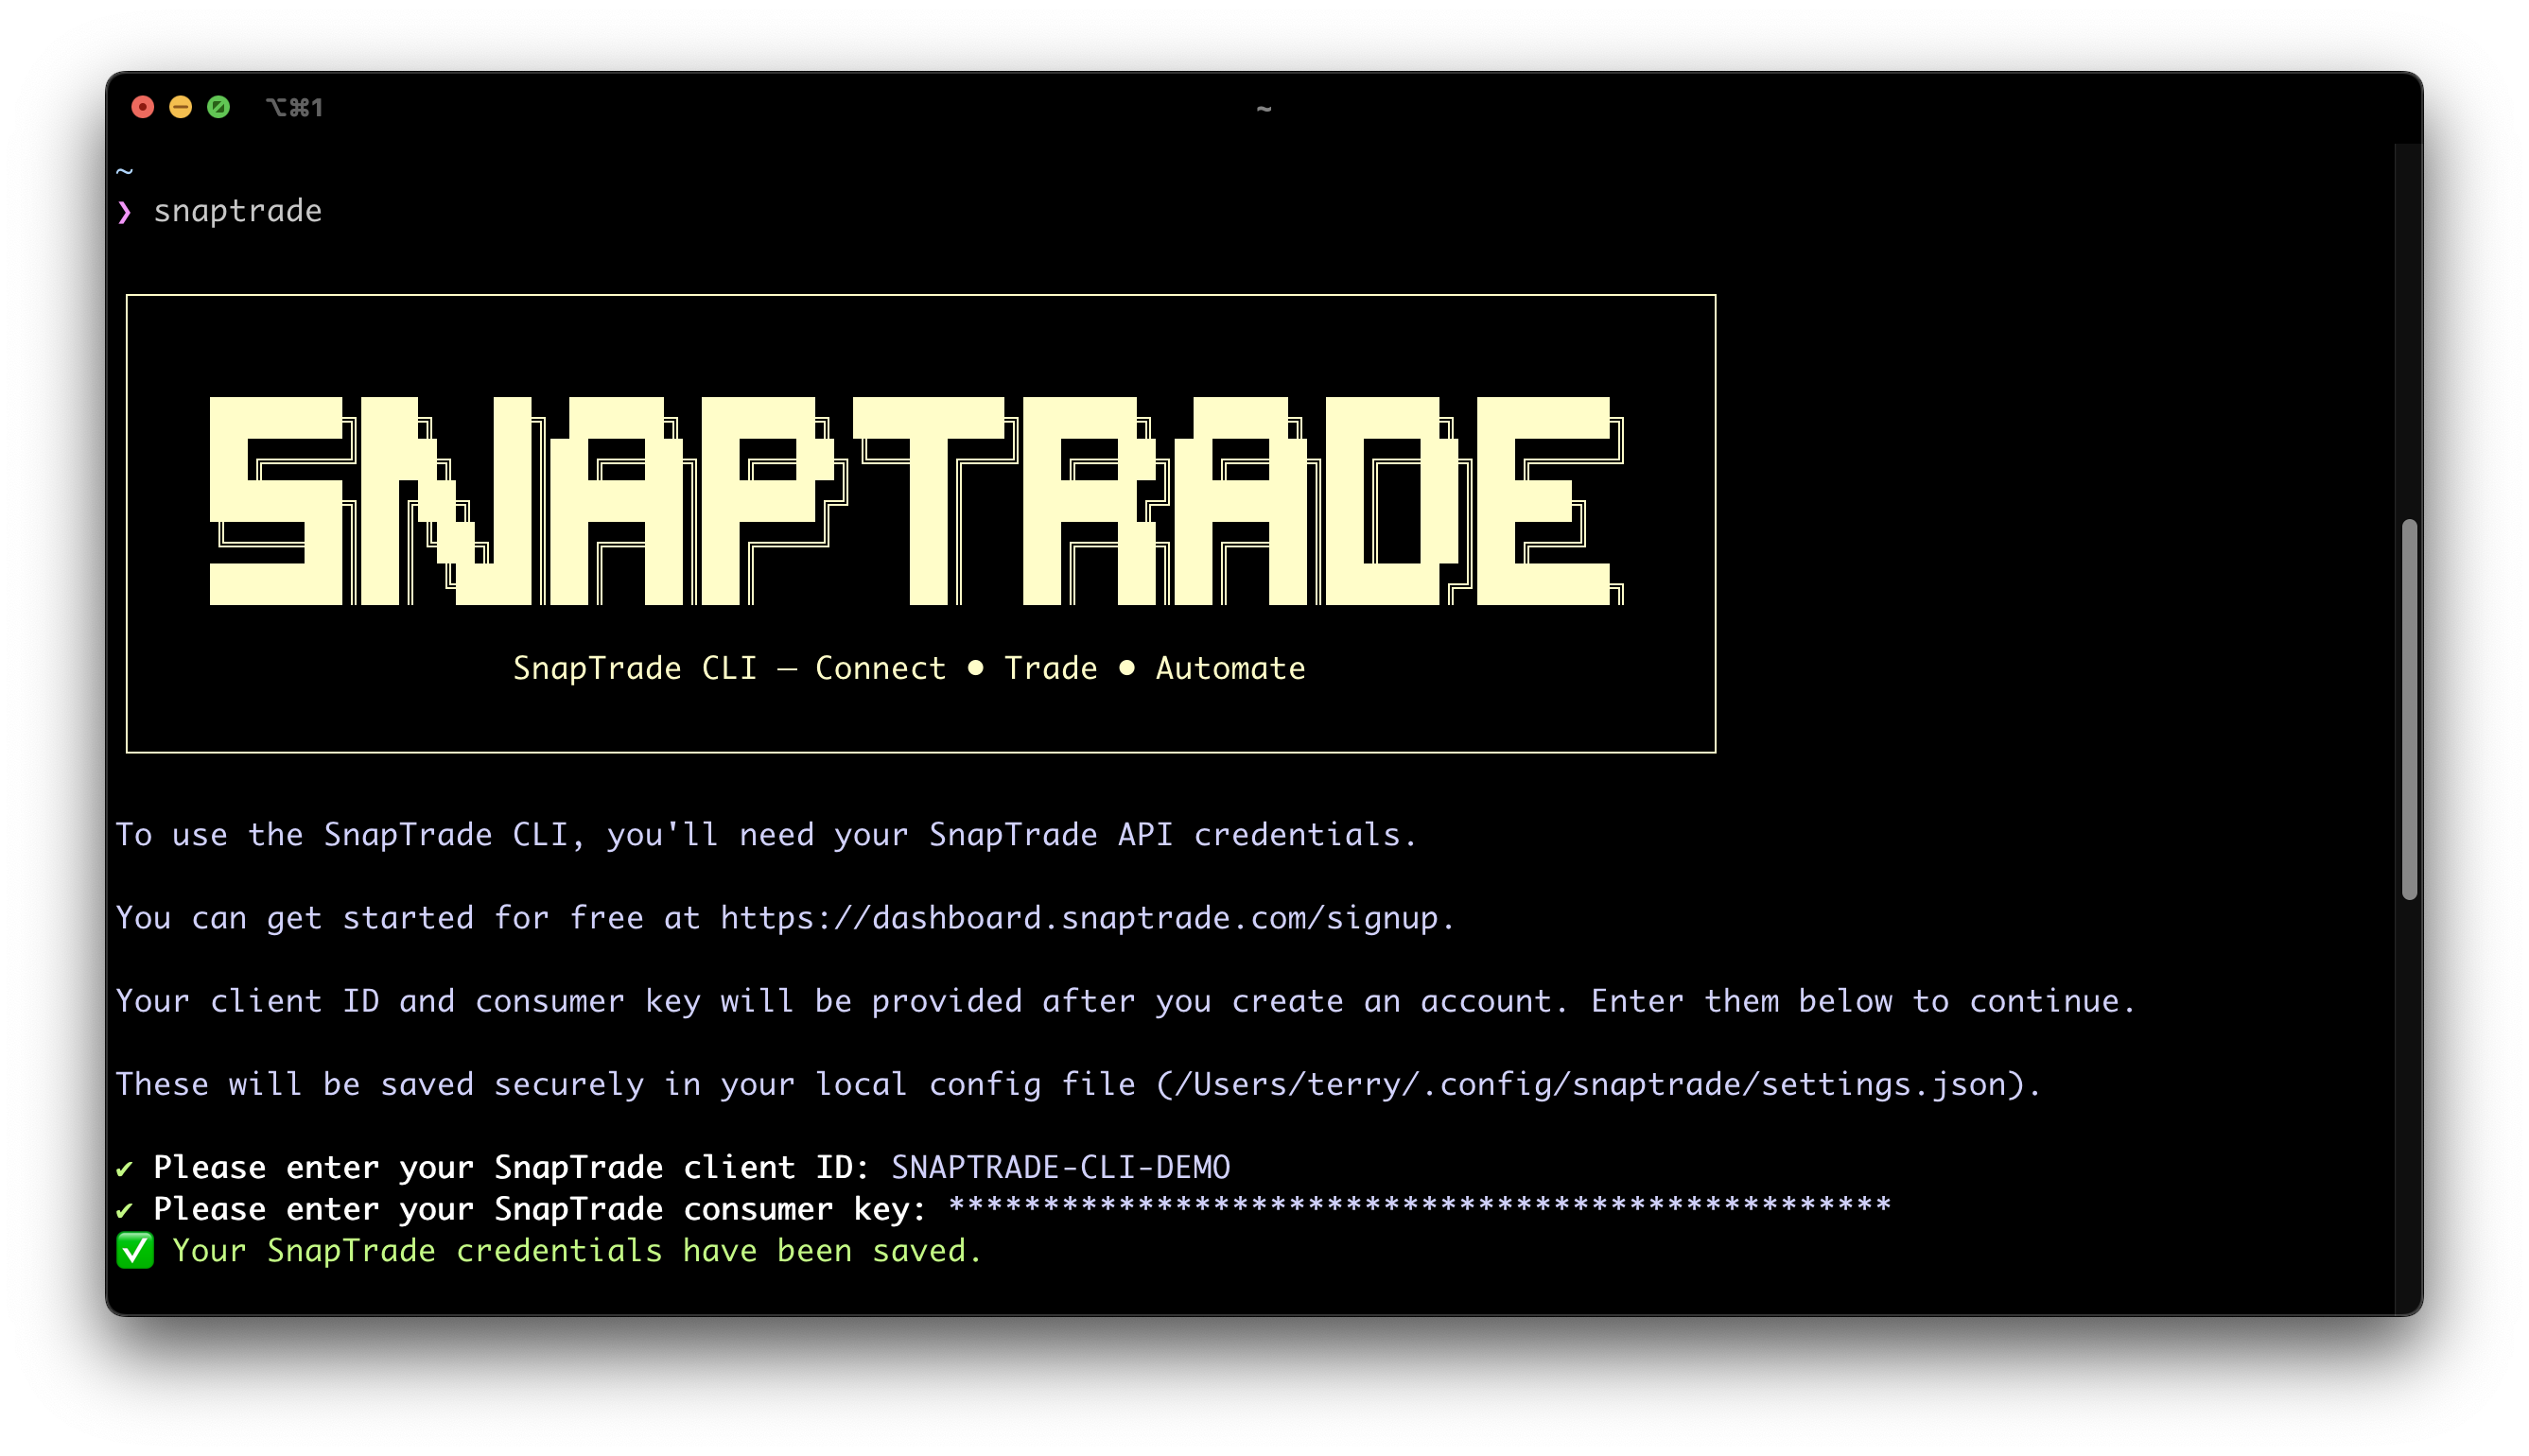 ⌥⌘1
~
~
❯ snaptrade
SNAPTRADE
SnapTrade CLI — Connect ● Trade ● Automate
To use the SnapTrade CLI, you'll need your SnapTrade API credentials.
You can get started for free at https://dashboard.snaptrade.com/signup.
Your client ID and consumer key will be provided after you create an account. Enter them below to continue.
These will be saved securely in your local config file (/Users/terry/.config/snaptrade/settings.json).
✔ Please enter your SnapTrade client ID: SNAPTRADE-CLI-DEMO
✔ Please enter your SnapTrade consumer key: **************************************************
✅ Your SnapTrade credentials have been saved.